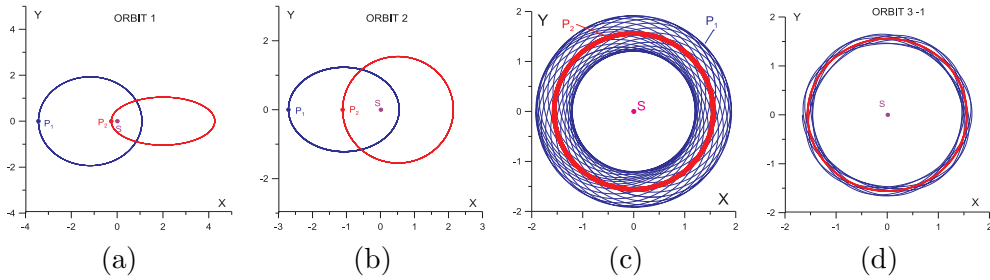 Y ORBIT 1
4
2
0
-2
-4
P₁ P₂ S
-4 -2 0 2 4 X
(a)
Y ORBIT 2
2
0
-2
P₁ P₂ S
-3 -2 -1 0 1 2 3
X
(b)
Y
2
1
0
-1
-2
P₂ P₁
S
X
-2 -1 0 1 2
(c)
Y ORBIT 3 -1
2
1
0
-1
-2
S
X
-2 -1 0 1 2
(d)